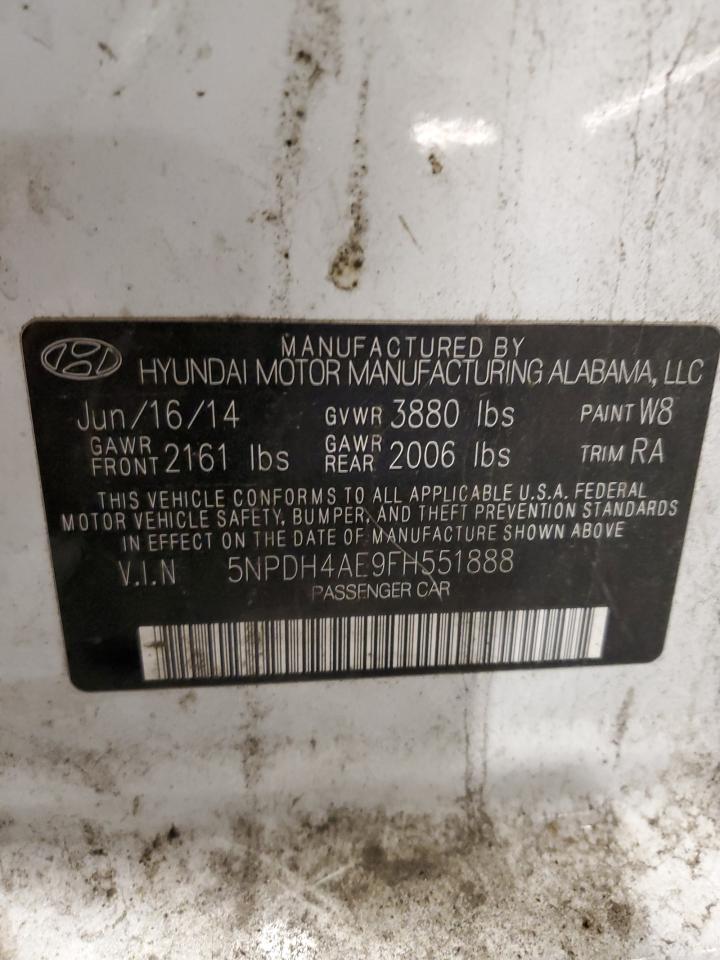 MANUFACTURED BY
HYUNDAI MOTOR MANUFACTURING ALABAMA, LLC
Jun/16/14 GVWR 3880 lbs PAINT W8
GAWR FRONT 2161 lbs GAWR REAR 2006 lbs TRIM RA
THIS VEHICLE CONFORMS TO ALL APPLICABLE U.S.A. FEDERAL
MOTOR VEHICLE SAFETY, BUMPER, AND THEFT PREVENTION STANDARDS
IN EFFECT ON THE DATE OF MANUFACTURE SHOWN ABOVE
V.I.N 5NPDH4AE9FH551888
PASSENGER CAR